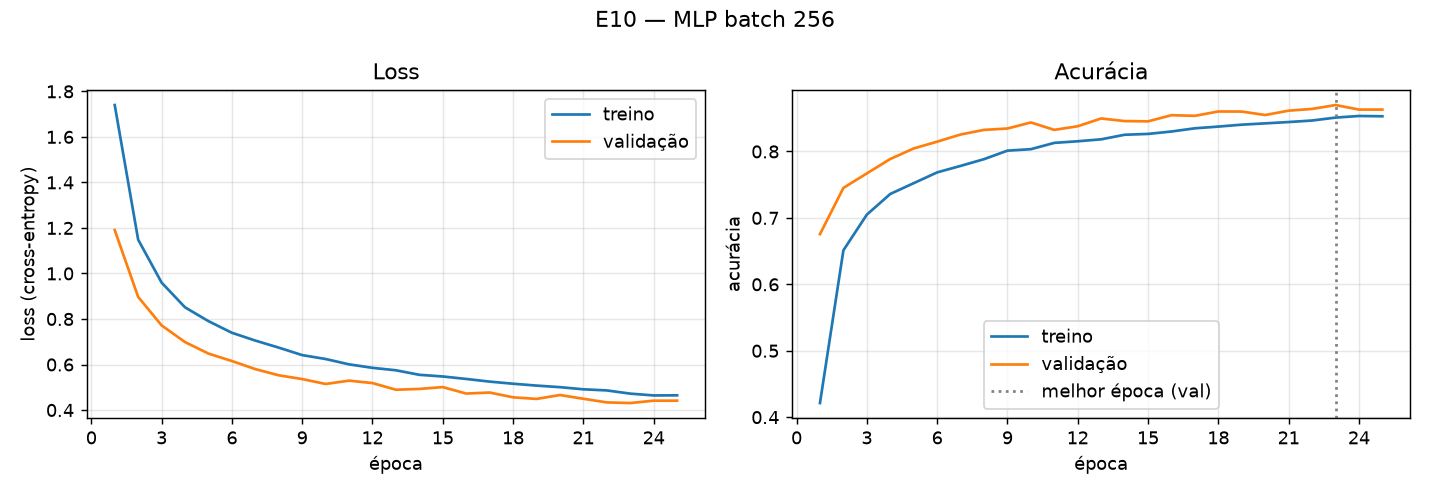 E10 — MLP batch 256
Loss
1.8
1.6
1.4
1.2
1.0
0.8
0.6
0.4
loss (cross-entropy)
treino
validação
0 3 6 9 12 15 18 21 24
época
Acurácia
0.8
0.7
0.6
0.5
0.4
acurácia
treino
validação
melhor época (val)
0 3 6 9 12 15 18 21 24
época